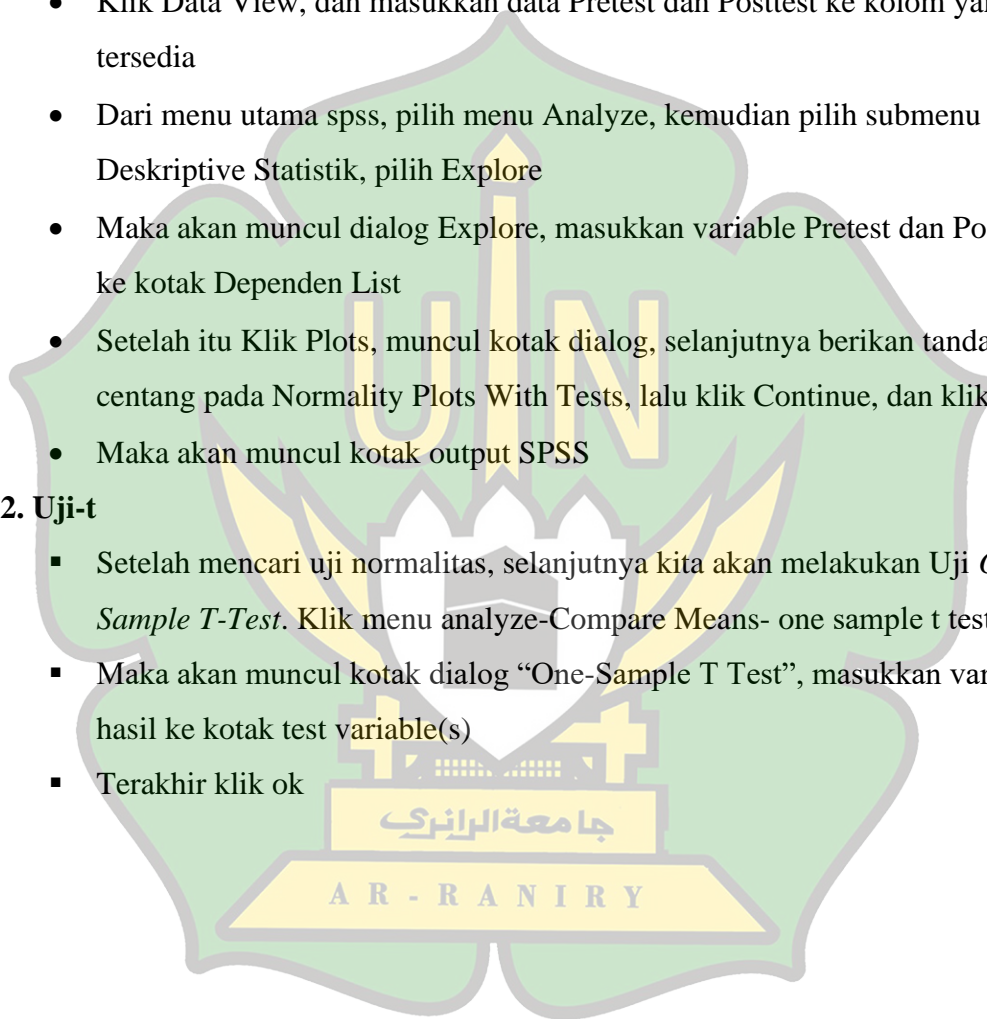 Klik Data View, dan masukkan data Pretest dan Posttest ke kolom
tersedia
• Dari menu utama spss, pilih menu Analyze, kemudian pilih submenu
Deskriptive Statistik, pilih Explore
• Maka akan muncul dialog Explore, masukkan variable Pretest dan
ke kotak Dependen List
• Setelah itu Klik Plots, muncul kotak dialog, selanjutnya berikan tanda
centang pada Normality Plots With Tests, lalu klik Continue, dan klik
• Maka akan muncul kotak output SPSS
2. Uji-t
▪ Setelah mencari uji normalitas, selanjutnya kita akan melakukan Uji
Sample T-Test. Klik menu analyze-Compare Means- one sample t test
▪ Maka akan muncul kotak dialog “One-Sample T Test”, masukkan
hasil ke kotak test variable(s)
▪ Terakhir klik ok
UIN
جامعة الرانري
AR-RANIRY